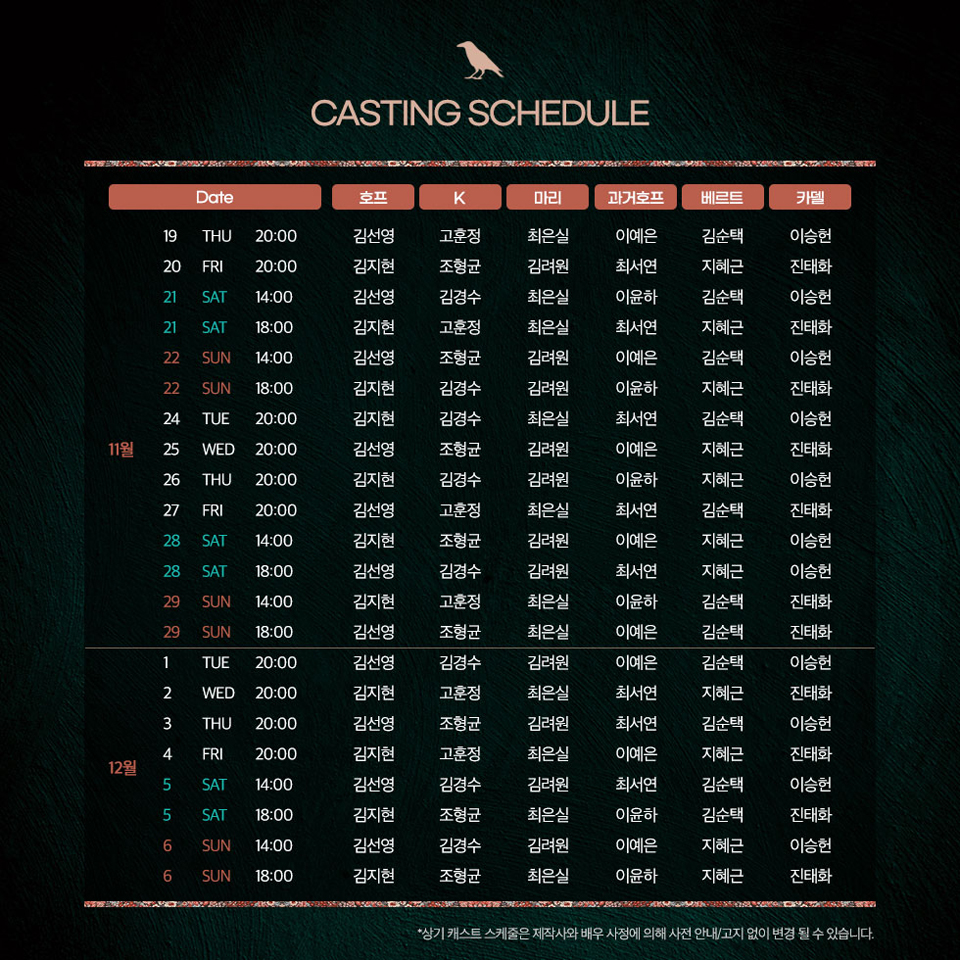 CASTING SCHEDULE
Date 호프 K 마리 과거호프 베르트 카델
19 THU 20:00 김선영 고훈정 최은실 이예은 김순택 이승헌
20 FRI 20:00 김지현 조형균 김려원 최서연 지혜근 진태화
21 SAT 14:00 김선영 김경수 최은실 이윤하 김순택 이승헌
21 SAT 18:00 김지현 고훈정 최은실 최서연 지혜근 진태화
22 SUN 14:00 김선영 조형균 김려원 이예은 김순택 이승헌
22 SUN 18:00 김지현 김경수 김려원 이윤하 지혜근 진태화
24 TUE 20:00 김지현 김경수 최은실 최서연 김순택 이승헌
11월 25 WED 20:00 김선영 조형균 김려원 이예은 지혜근 진태화
26 THU 20:00 김지현 김경수 최은실 이윤하 지혜근 이승헌
27 FRI 20:00 김선영 고훈정 최은실 최서연 김순택 진태화
28 SAT 14:00 김지현 조형균 김려원 이예은 지혜근 이승헌
28 SAT 18:00 김선영 김경수 김려원 최서연 지혜근 이승헌
29 SUN 14:00 김지현 고훈정 최은실 이윤하 김순택 진태화
29 SUN 18:00 김선영 조형균 최은실 이예은 김순택 진태화
1 TUE 20:00 김선영 김경수 김려원 이예은 김순택 이승헌
2 WED 20:00 김지현 고훈정 최은실 최서연 지혜근 진태화
3 THU 20:00 김선영 조형균 김려원 최서연 김순택 이승헌
4 FRI 20:00 김지현 고훈정 최은실 이예은 지혜근 진태화
12월
5 SAT 14:00 김선영 김경수 김려원 최서연 김순택 이승헌
5 SAT 18:00 김지현 조형균 최은실 이윤하 김순택 진태화
6 SUN 14:00 김선영 김경수 김려원 이예은 지혜근 이승헌
6 SUN 18:00 김지현 조형균 최은실 이윤하 지혜근 진태화
*상기 캐스트 스케줄은 제작사와 배우 사정에 의해 사전 안내/고지 없이 변경 될 수 있습니다.